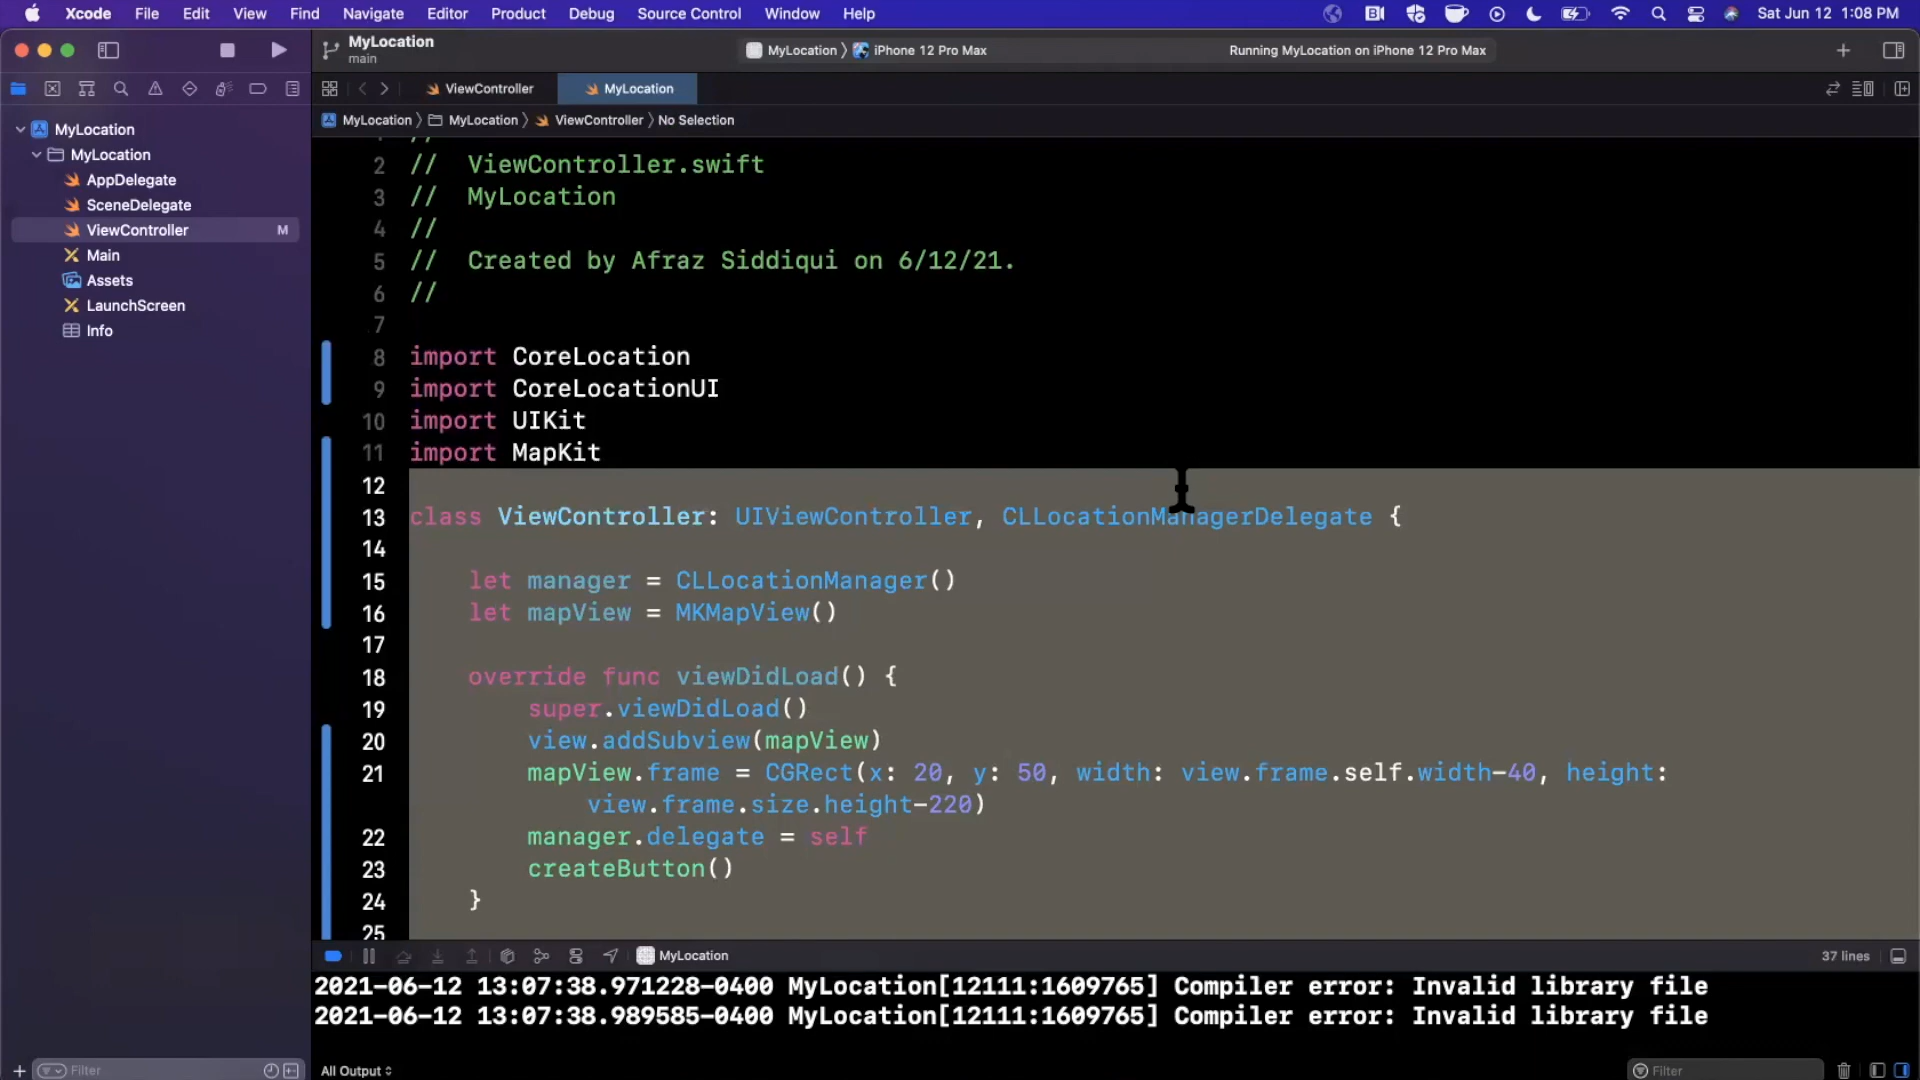 Xcode File Edit View Find Navigate Editor Product Debug Source Control Window Help Sat Jun 12 1:08 PM
MyLocation
main
MyLocation iPhone 12 Pro Max Running MyLocation on iPhone 12 Pro Max
ViewController MyLocation
MyLocation MyLocation ViewController No Selection
MyLocation
MyLocation
AppDelegate
SceneDelegate
ViewController M
Main
Assets
LaunchScreen
Info
2 // ViewController.swift
3 // MyLocation
4 //
5 // Created by Afraz Siddiqui on 6/12/21.
6 //
7
8 import CoreLocation
9 import CoreLocationUI
10 import UIKit
11 import MapKit
12
13 class ViewController: UIViewController, CLLocationManagerDelegate {
14
15 let manager = CLLocationManager()
16 let mapView = MKMapView()
17
18 override func viewDidLoad() {
19 super.viewDidLoad()
20 view.addSubview(mapView)
21 mapView.frame = CGRect(x: 20, y: 50, width: view.frame.self.width-40, height:
view.frame.size.height-220)
22 manager.delegate = self
23 createButton()
24 }
25
MyLocation 37 lines
2021-06-12 13:07:38.971228-0400 MyLocation[12111:1609765] Compiler error: Invalid library file
2021-06-12 13:07:38.989585-0400 MyLocation[12111:1609765] Compiler error: Invalid library file
Filter All Output Filter